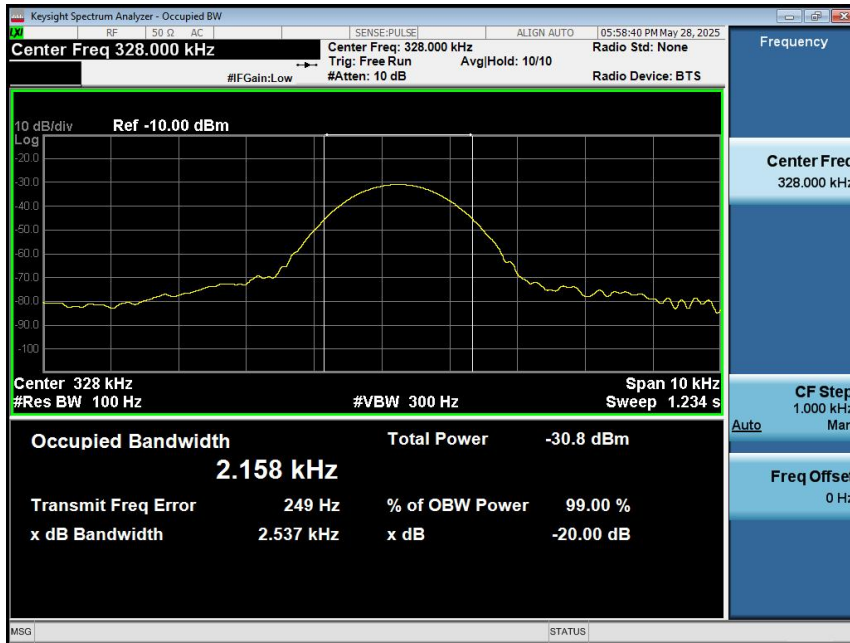 Keysight Spectrum Analyzer - Occupied BW
LXI
RF 50 Ω AC SENSE:PULSE ALIGN AUTO 05:58:40 PM May 28, 2025
Center Freq 328.000 kHz
Center Freq: 328.000 kHz Radio Std: None
Trig: Free Run Avg|Hold: 10/10
#IFGain:Low #Atten: 10 dB Radio Device: BTS
10 dB/div Ref -10.00 dBm
Log
-20.0
-30.0
-40.0
-50.0
-60.0
-70.0
-80.0
-90.0
-100
Center 328 kHz Span 10 kHz
#Res BW 100 Hz #VBW 300 Hz Sweep 1.234 s
Occupied Bandwidth Total Power -30.8 dBm
2.158 kHz
Transmit Freq Error 249 Hz % of OBW Power 99.00 %
x dB Bandwidth 2.537 kHz x dB -20.00 dB
Frequency
Center Freq
328.000 kHz
CF Step
1.000 kHz
Auto Man
Freq Offset
0 Hz
MSG STATUS